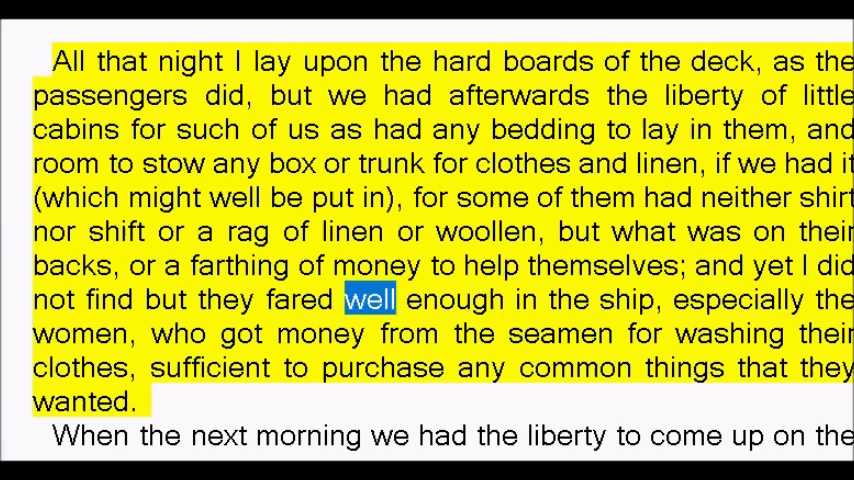 All that night I lay upon the hard boards of the deck, as the
passengers did, but we had afterwards the liberty of little
cabins for such of us as had any bedding to lay in them, and
room to stow any box or trunk for clothes and linen, if we had it
(which might well be put in), for some of them had neither shirt
nor shift or a rag of linen or woollen, but what was on their
backs, or a farthing of money to help themselves; and yet I did
not find but they fared well enough in the ship, especially the
women, who got money from the seamen for washing their
clothes, sufficient to purchase any common things that they
wanted.
When the next morning we had the liberty to come up on the